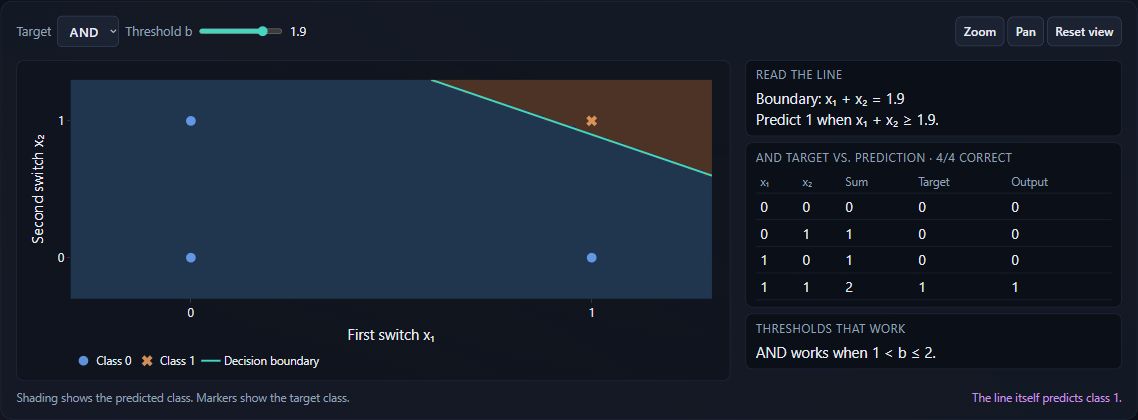 Target AND Threshold b 1.9 Zoom Pan Reset view
Second switch x₂
1
0
0 1
First switch x₁
Class 0 Class 1 Decision boundary
READ THE LINE
Boundary: x₁ + x₂ = 1.9
Predict 1 when x₁ + x₂ ≥ 1.9.
AND TARGET VS. PREDICTION · 4/4 CORRECT
x₁ x₂ Sum Target Output
0 0 0 0 0
0 1 1 0 0
1 0 1 0 0
1 1 2 1 1
THRESHOLDS THAT WORK
AND works when 1 < b ≤ 2.
Shading shows the predicted class. Markers show the target class.
The line itself predicts class 1.